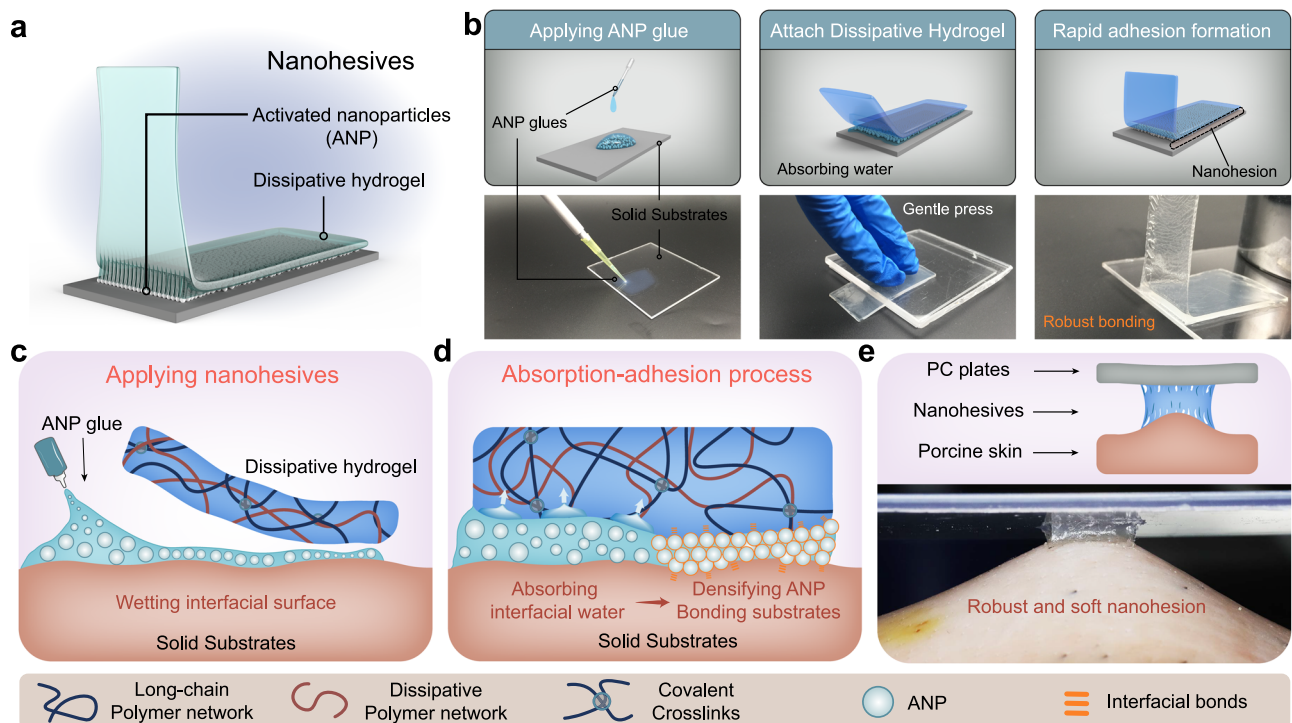 a
Nanohesives
Activated nanoparticles
(ANP)
Dissipative hydrogel
b
Applying ANP glue
Attach Dissipative Hydrogel
Rapid adhesion formation
ANP glues
Absorbing water
Nanohesion
Solid Substrates
Gentle press
Robust bonding
c
Applying nanohesives
ANP glue
Dissipative hydrogel
Wetting interfacial surface
Solid Substrates
d
Absorption-adhesion process
Absorbing
interfacial water
Densifying ANP
Bonding substrates
Solid Substrates
e
PC plates
Nanohesives
Porcine skin
Robust and soft nanohesion
Long-chain
Polymer network
Dissipative
Polymer network
Covalent
Crosslinks
ANP
Interfacial bonds